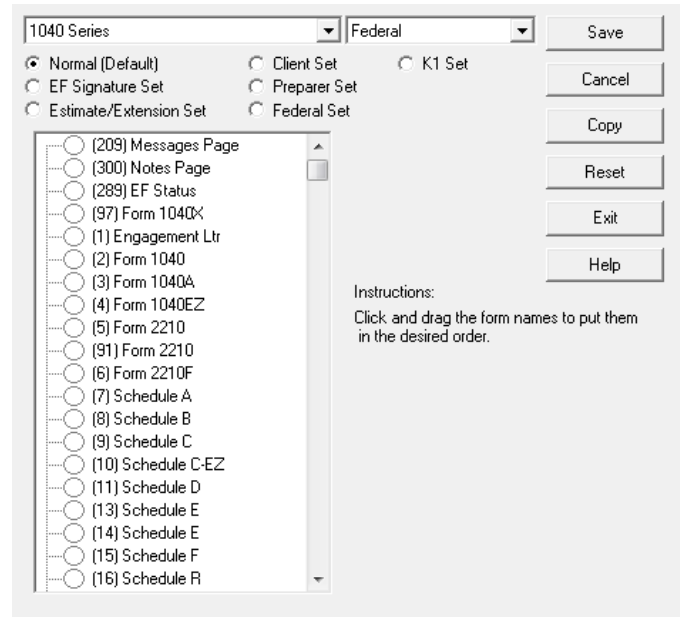 1040 Series Federal Save
Normal (Default) Client Set K1 Set
EF Signature Set Preparer Set Cancel
Estimate/Extension Set Federal Set
Copy
(209) Messages Page
(300) Notes Page Reset
(289) EF Status
(97) Form 1040X Exit
(1) Engagement Ltr
(2) Form 1040 Help
(3) Form 1040A
Instructions:
(4) Form 1040EZ
Click and drag the form names to put them
(5) Form 2210
in the desired order.
(91) Form 2210
(6) Form 2210F
(7) Schedule A
(8) Schedule B
(9) Schedule C
(10) Schedule C-EZ
(11) Schedule D
(13) Schedule E
(14) Schedule E
(15) Schedule F
(16) Schedule R